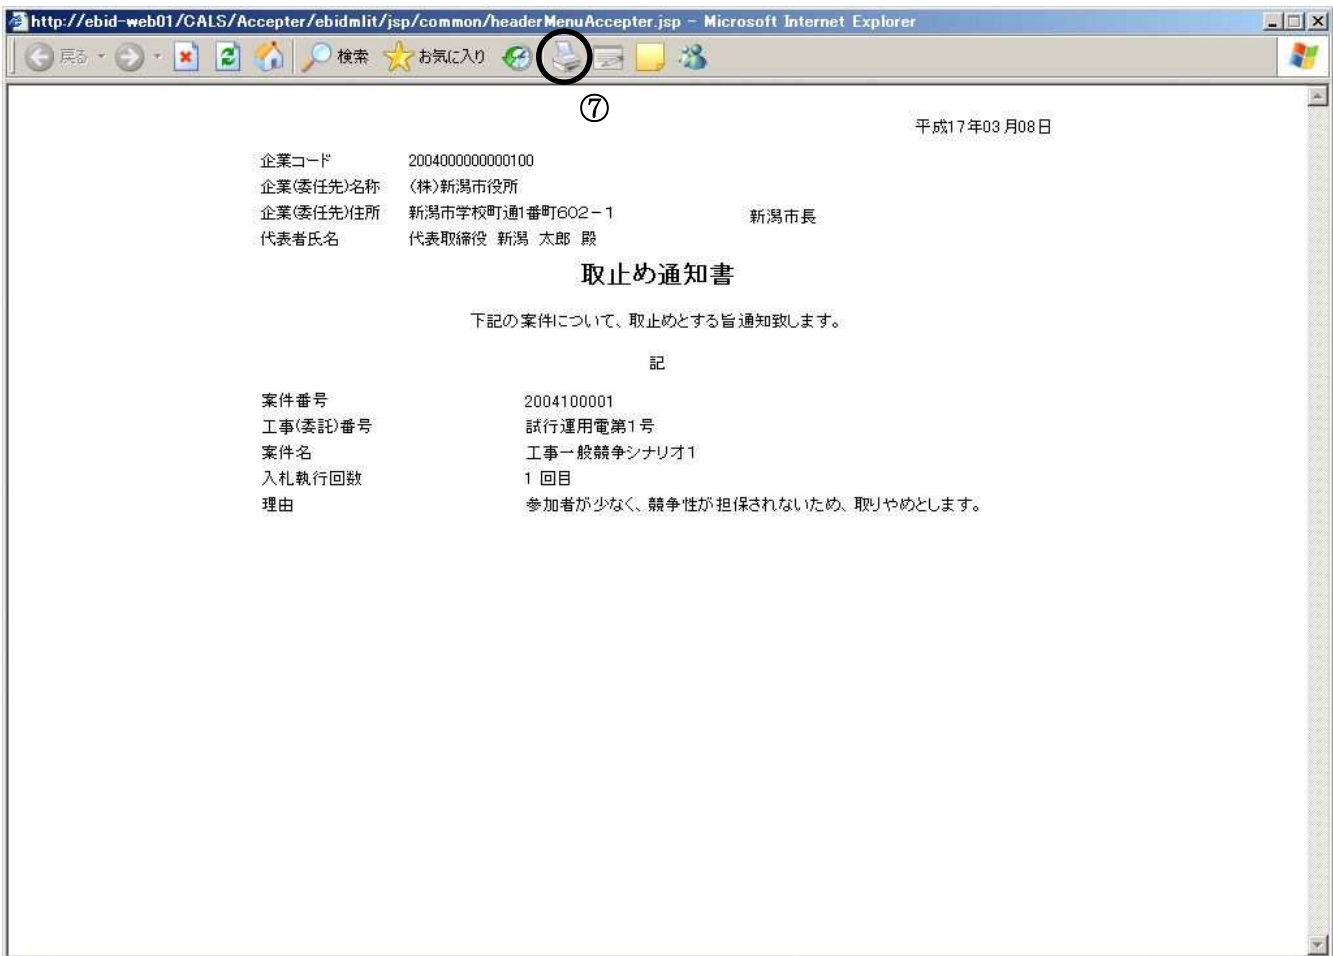 http://ebid-web01/CALS/Accepter/ebidmlit/jsp/common/headerMenuAccepter.jsp - Microsoft Internet Explorer
戻る 検索 お気に入り
⑦
平成17年03月08日
企業コード 2004000000000100
企業(委任先)名称 (株)新潟市役所
企業(委任先)住所 新潟市学校町通1番町602-1
新潟市長
代表者氏名 代表取締役 新潟 太郎 殿
取止め通知書
下記の案件について、取止めとする旨通知致します。
記
案件番号 2004100001
工事(委託)番号 試行運用電第1号
案件名 工事一般競争シナリオ1
入札執行回数 1 回目
理由 参加者が少なく、競争性が担保されないため、取りやめとします。